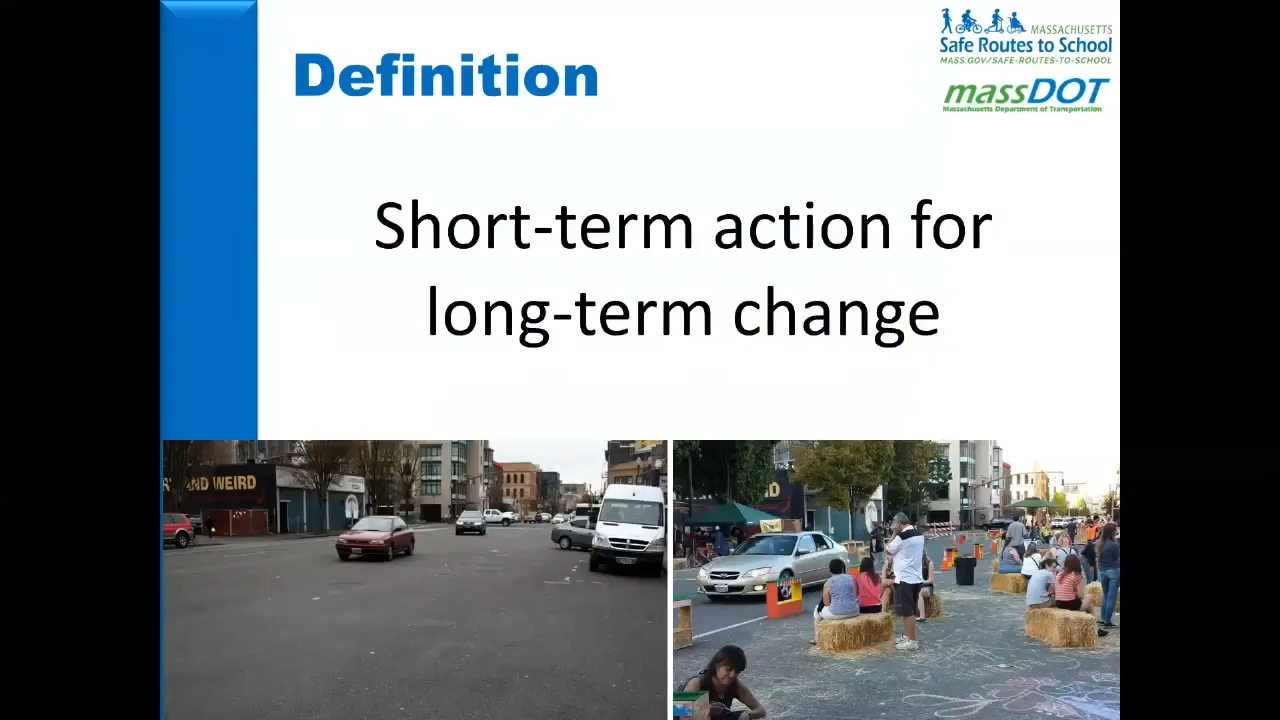 Definition
MASSACHUSETTS
Safe Routes to School
MASS.GOV/SAFE-ROUTES-TO-SCHOOL
massDOT
Massachusetts Department of Transportation
Short-term action for
long-term change
AND WEIRD